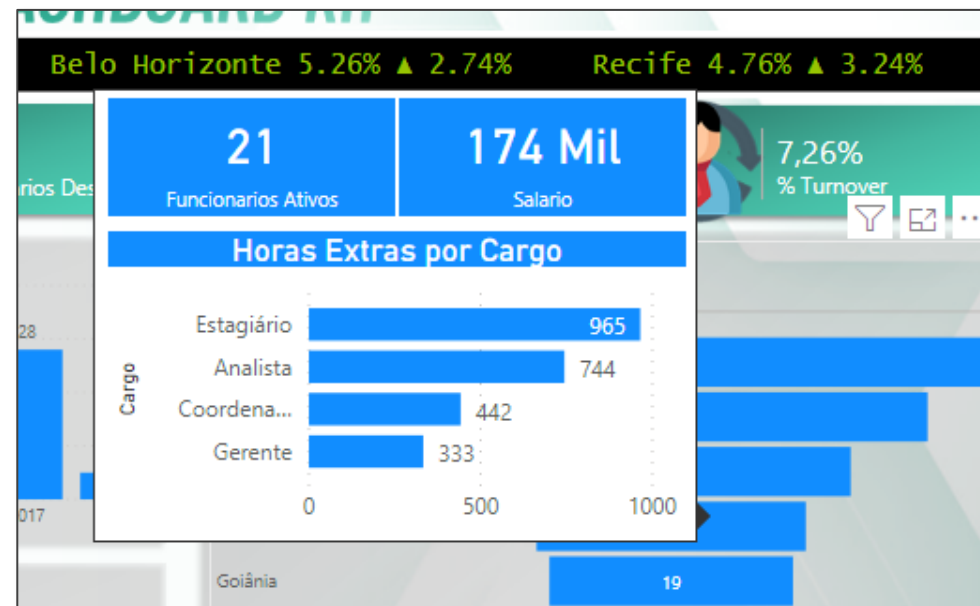 Belo Horizonte 5.26% ▲ 2.74% Recife 4.76% ▲ 3.24%
21
Funcionarios Ativos
174 Mil
Salario
7,26%
% Turnover
Horas Extras por Cargo
Cargo
Estagiário 965
Analista 744
Coordena... 442
Gerente 333
0 500 1000
28
017
Goiânia 19